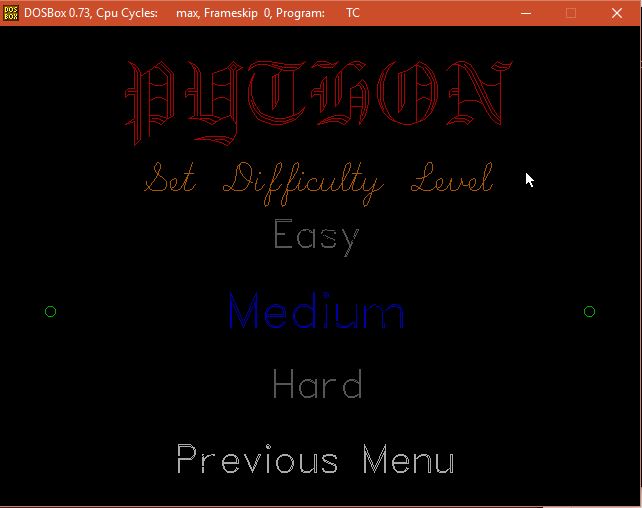 DOSBox 0.73, Cpu Cycles: max, Frameskip 0, Program: TC
PYTHON
Set Difficulty Level
Easy
Medium
Hard
Previous Menu